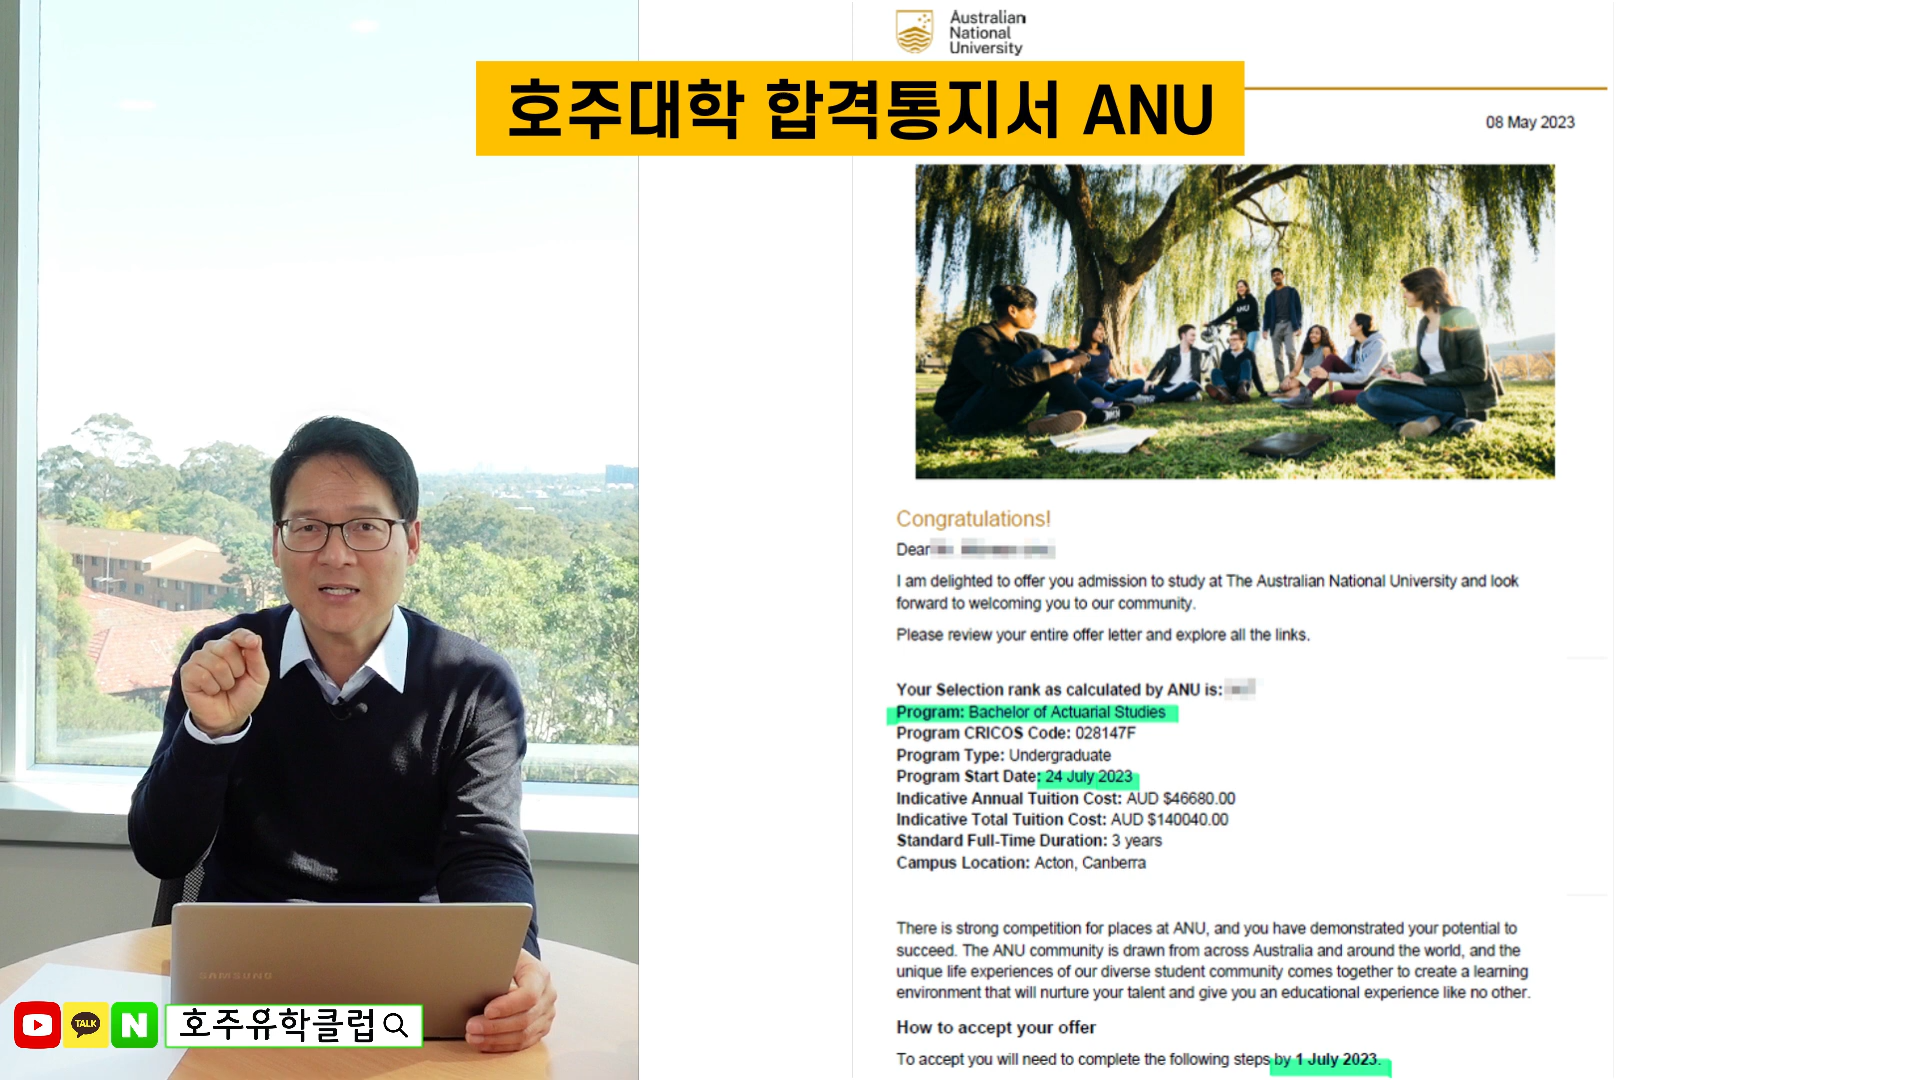 Australian
National
University
호주대학 합격통지서 ANU
08 May 2023
ANU
Congratulations!
Dear
I am delighted to offer you admission to study at The Australian National University and look
forward to welcoming you to our community.
Please review your entire offer letter and explore all the links.
Your Selection rank as calculated by ANU is:
Program: Bachelor of Actuarial Studies
Program CRICOS Code: 028147F
Program Type: Undergraduate
Program Start Date: 24 July 2023
Indicative Annual Tuition Cost: AUD $46680.00
Indicative Total Tuition Cost: AUD $140040.00
Standard Full-Time Duration: 3 years
Campus Location: Acton, Canberra
There is strong competition for places at ANU, and you have demonstrated your potential to
succeed. The ANU community is drawn from across Australia and around the world, and the
unique life experiences of our diverse student community comes together to create a learning
environment that will nurture your talent and give you an educational experience like no other.
How to accept your offer
To accept you will need to complete the following steps by 1 July 2023.
SAMSUNG
TALK
N
호주유학클럽